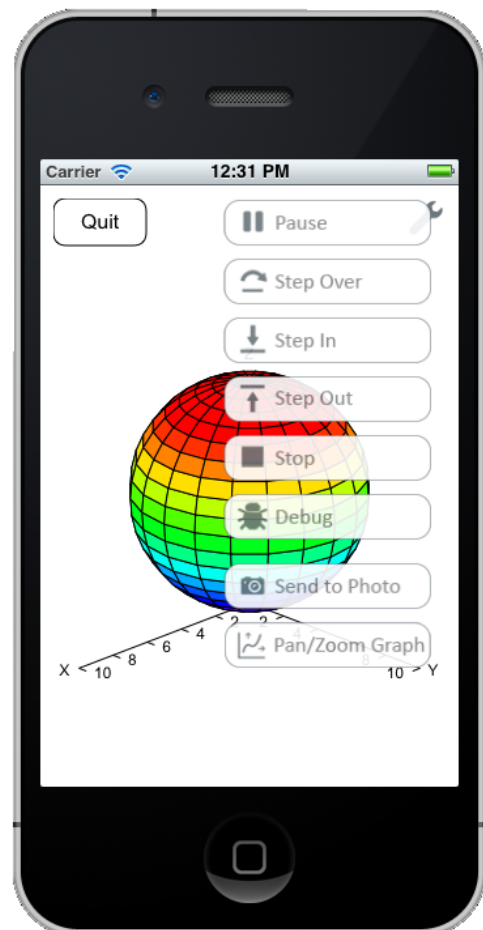 Carrier 12:31 PM
Quit
Pause
Step Over
Step In
Z
Step Out
Stop
Debug
Send to Photo
Pan/Zoom Graph
2 2
4 4
6
8 8
10 10
X Y